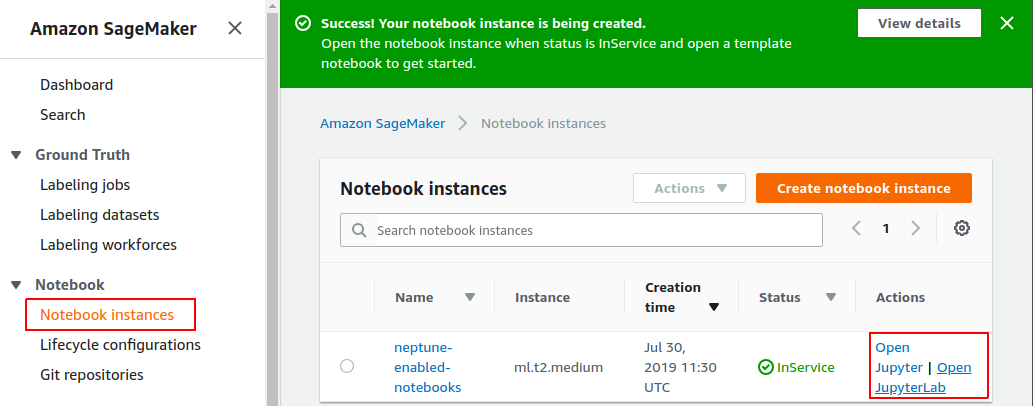 Amazon SageMaker
Dashboard
Search
Ground Truth
Labeling jobs
Labeling datasets
Labeling workforces
Notebook
Notebook instances
Lifecycle configurations
Git repositories
Success! Your notebook instance is being created.
Open the notebook instance when status is InService and open a template
notebook to get started.
View details
Amazon SageMaker
Notebook instances
Notebook instances
Actions
Create notebook instance
Search notebook instances
1
Name
Instance
Creation
time
Status
Actions
neptune-
enabled-
notebooks
ml.t2.medium
Jul 30,
2019 11:30
UTC
InService
Open
Jupyter | Open
JupyterLab